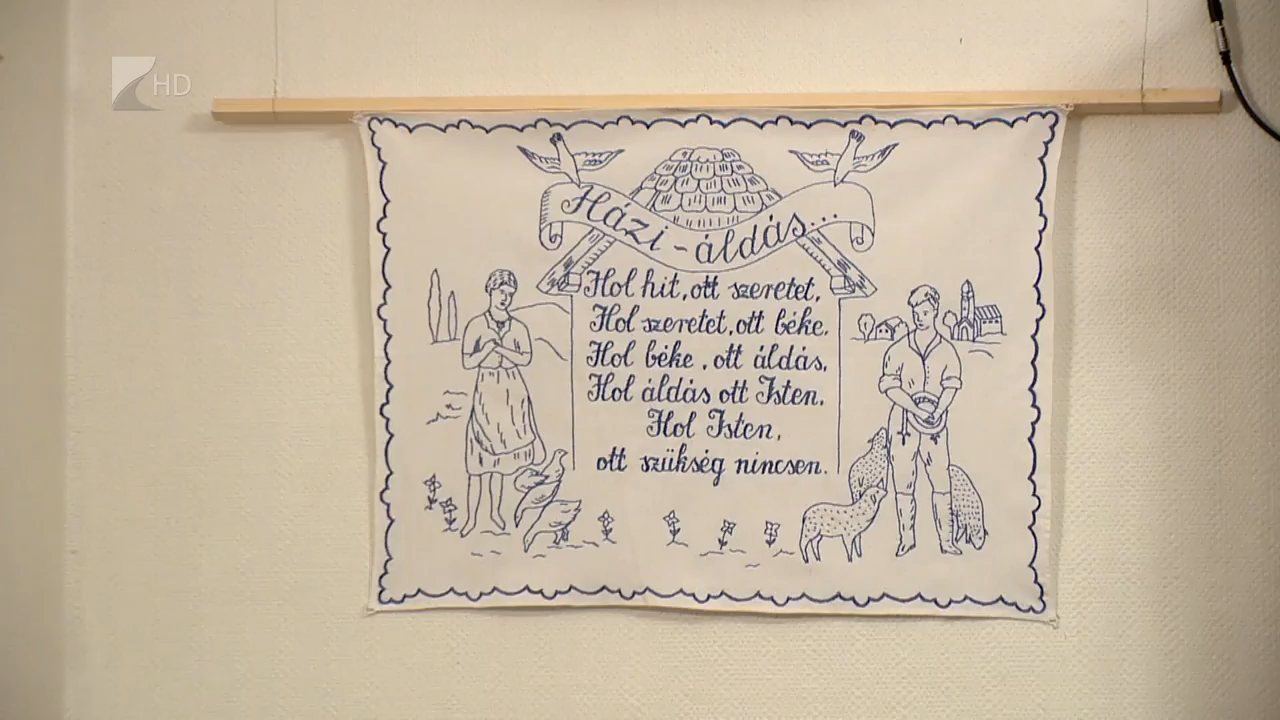 HD
Házi-áldás...
Hol hit, ott szeretet,
Hol szeretet, ott béke.
Hol béke, ott áldás,
Hol áldás ott Isten.
Hol Isten,
ott szükség nincsen.